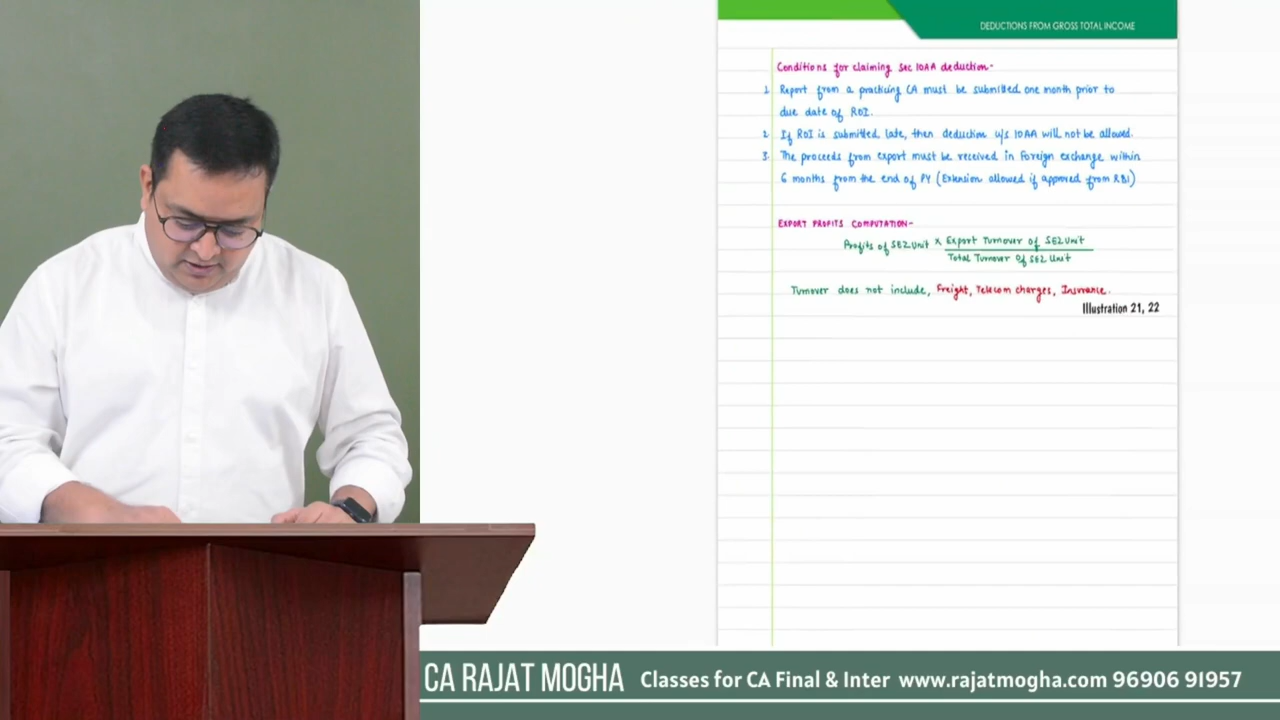 DEDUCTIONS FROM GROSS TOTAL INCOME
Conditions for claiming Sec 10AA deduction-
1. Report from a practicing CA must be submitted one month prior to
due date of ROI.
2. If ROI is submitted late, then deduction u/s 10AA will not be allowed.
3. The proceeds from export must be received in Foreign exchange within
6 months from the end of PY (Extension allowed if approved from RBI)
EXPORT PROFITS COMPUTATION-
Profits of SEZ Unit × Export Turnover of SEZ Unit
Total Turnover Of SEZ Unit
Turnover does not include, Freight, Telecom charges, Insurance.
Illustration 21, 22
CA RAJAT MOGHA Classes for CA Final & Inter www.rajatmogha.com 96906 91957